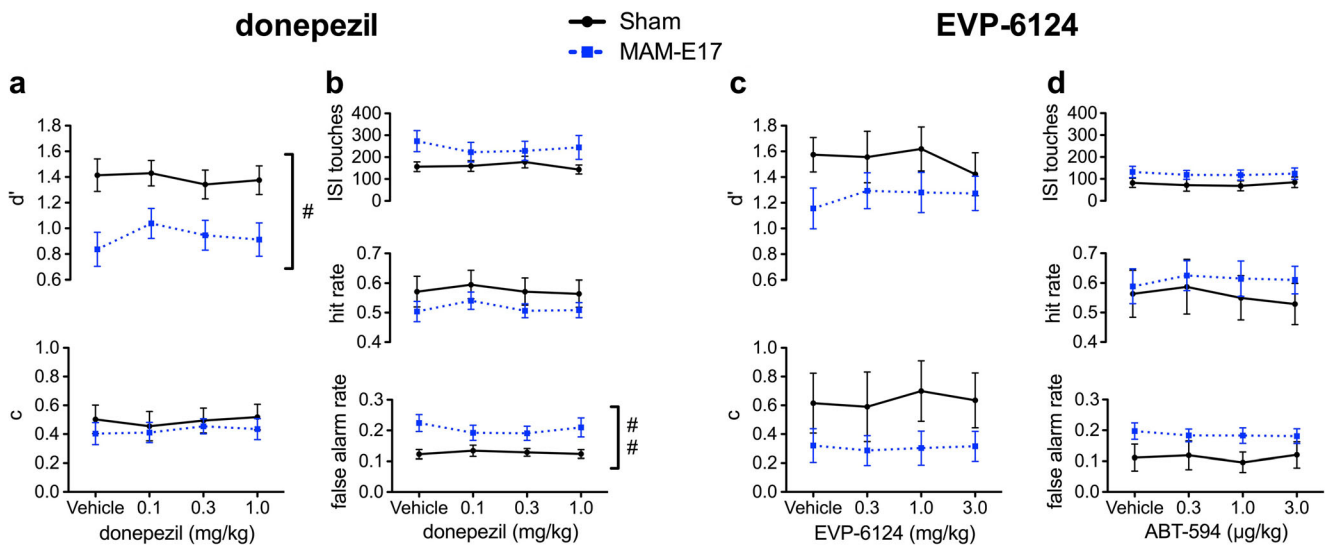 donepezil
Sham
MAM-E17
EVP-6124
a
d'
1.8
1.6
1.4
1.2
1.0
0.8
0.6
#
c
1.0
0.8
0.6
0.4
0.2
0.0
Vehicle 0.1 0.3 1.0
donepezil (mg/kg)
b
ISI touches
400
300
200
100
0
hit rate
0.7
0.6
0.5
0.4
false alarm rate
0.3
0.2
0.1
0.0
#
#
Vehicle 0.1 0.3 1.0
donepezil (mg/kg)
c
d'
1.8
1.6
1.4
1.2
1.0
0.8
0.6
c
1.0
0.8
0.6
0.4
0.2
0.0
Vehicle 0.3 1.0 3.0
EVP-6124 (mg/kg)
d
ISI touches
400
300
200
100
0
hit rate
0.7
0.6
0.5
0.4
false alarm rate
0.3
0.2
0.1
0.0
Vehicle 0.3 1.0 3.0
ABT-594 (µg/kg)